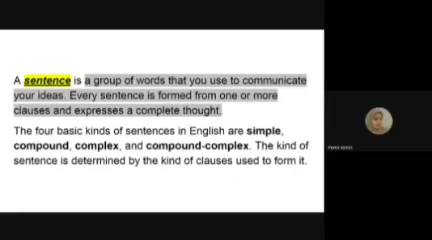 A sentence is a group of words that you use to communicate
your ideas. Every sentence is formed from one or more
clauses and expresses a complete thought.
The four basic kinds of sentences in English are simple,
compound, complex, and compound-complex. The kind of
sentence is determined by the kind of clauses used to form it.